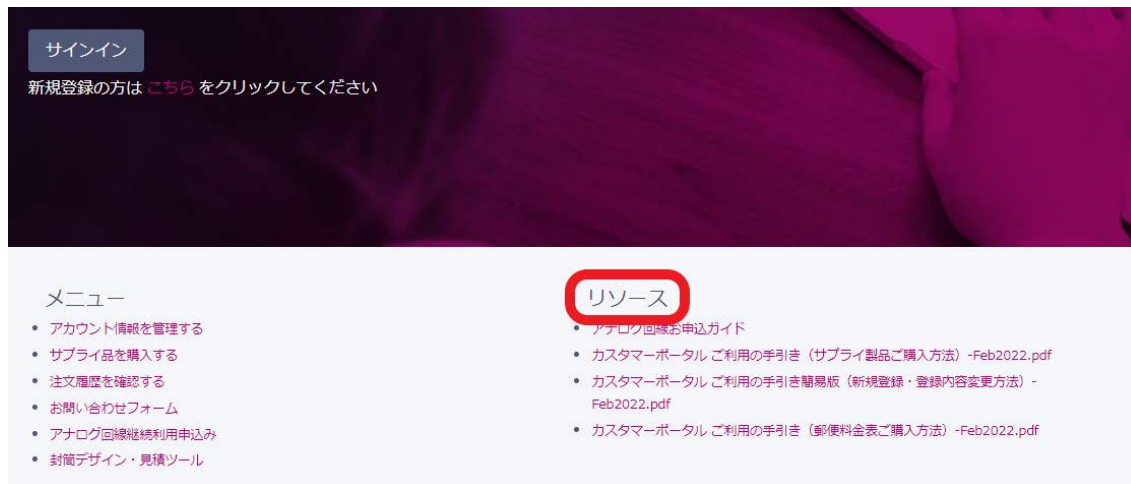 サインイン
新規登録の方は こちら をクリックしてください
メニュー
• アカウント情報を管理する
• サプライ品を購入する
• 注文履歴を確認する
• お問い合わせフォーム
• アナログ回線継続利用申込み
• 封筒デザイン・見積ツール
リソース
• アナログ回線お申込ガイド
• カスタマーポータル ご利用の手引き（サプライ製品ご購入方法）-Feb2022.pdf
• カスタマーポータル ご利用の手引き簡易版（新規登録・登録内容変更方法）-
Feb2022.pdf
• カスタマーポータル ご利用の手引き（郵便料金表ご購入方法）-Feb2022.pdf